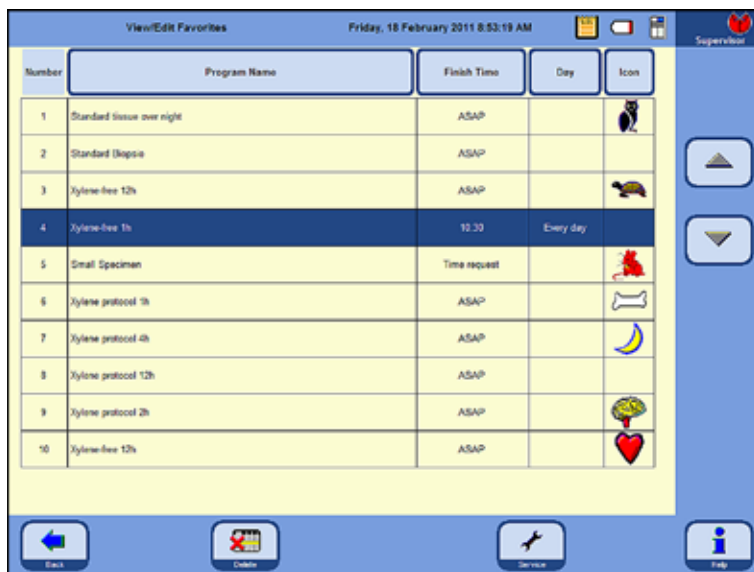 View/Edit Favorites Friday, 18 February 2011 8:53:19 AM
Supervisor
Number Program Name Finish Time Day Icon
1 Standard tissue over night ASAP
2 Standard Biopsie ASAP
3 Xylene-free 12h ASAP
4 Xylene-free 1h 10:30 Every day
5 Small Specimen Time request
6 Xylene protocol 1h ASAP
7 Xylene protocol 4h ASAP
8 Xylene protocol 12h ASAP
9 Xylene protocol 2h ASAP
10 Xylene-free 12h ASAP
Back Delete Service Help